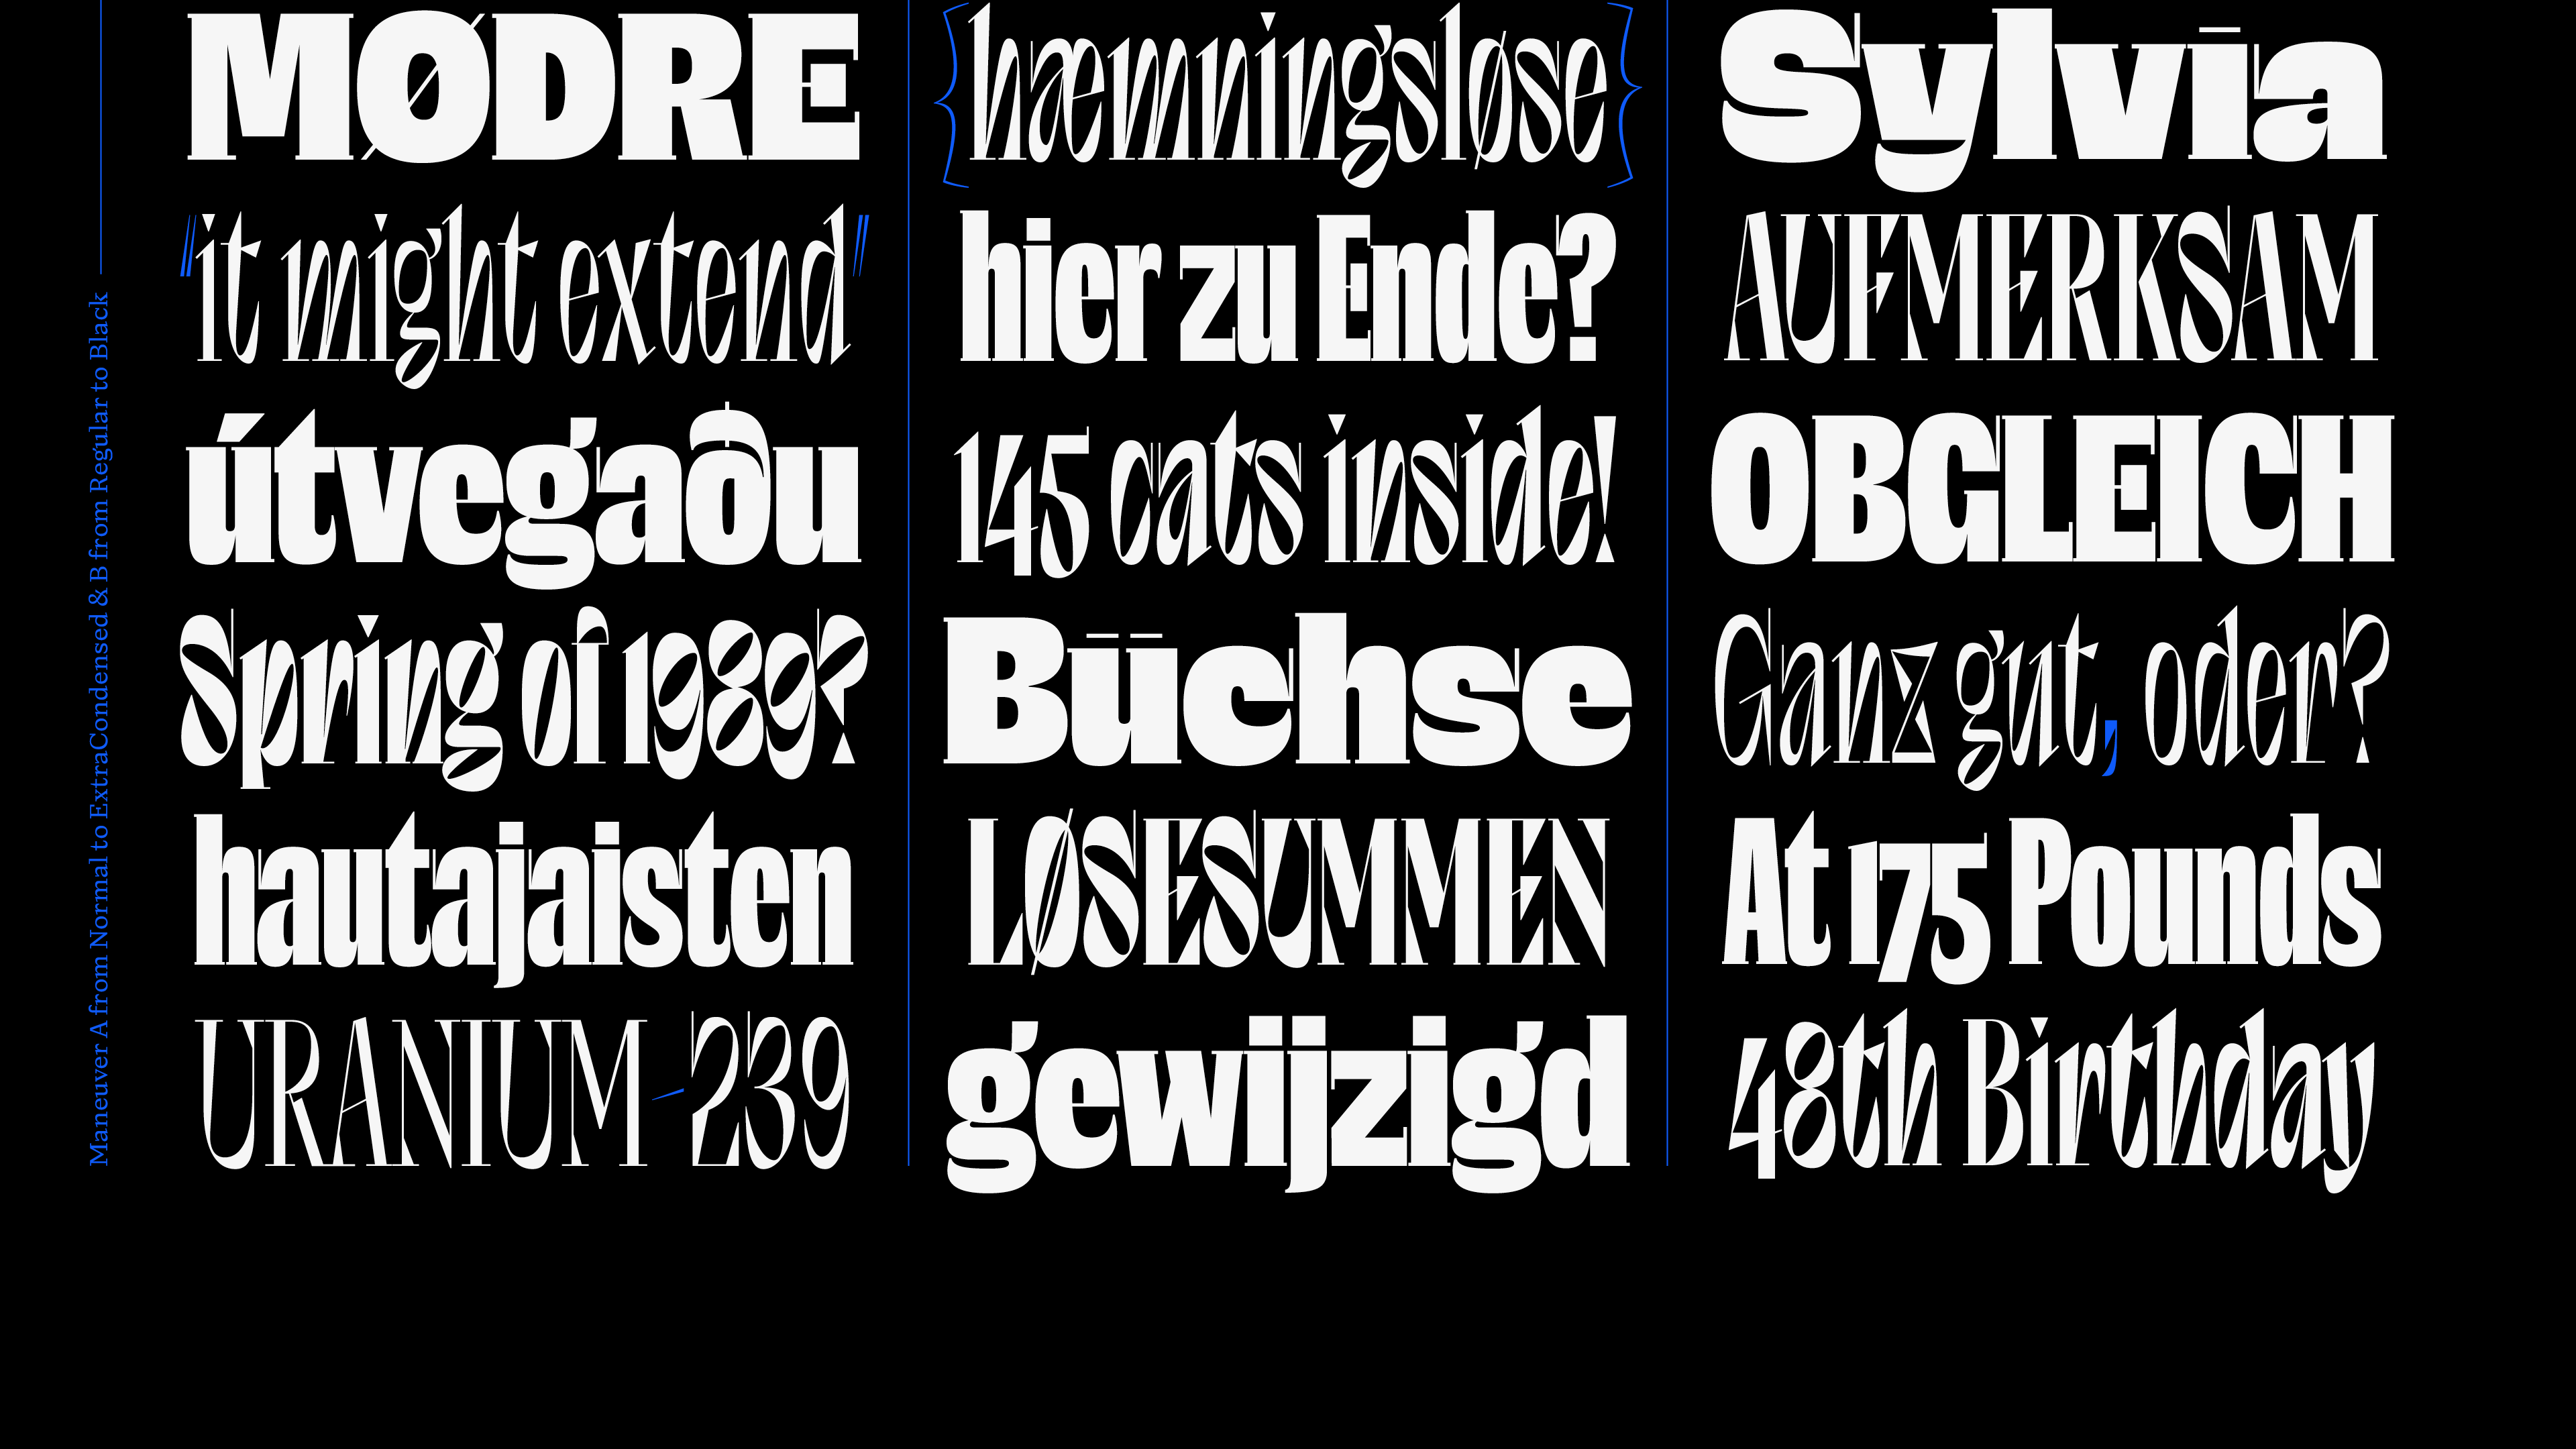 Maneuver A from Normal to ExtraCondensed & B from Regular to Black
MØDRE
"it might extend"
útvegaðu
Spring of 1989?
hautajaisten
URANIUM-239
{hæmningsløse}
hier zu Ende?
145 cats inside!
Büchse
LØSESUMMEN
gewijzigd
Sylvia
AUFMERKSAM
OBGLEICH
Ganz gut, oder?
At 175 Pounds
48th Birthday